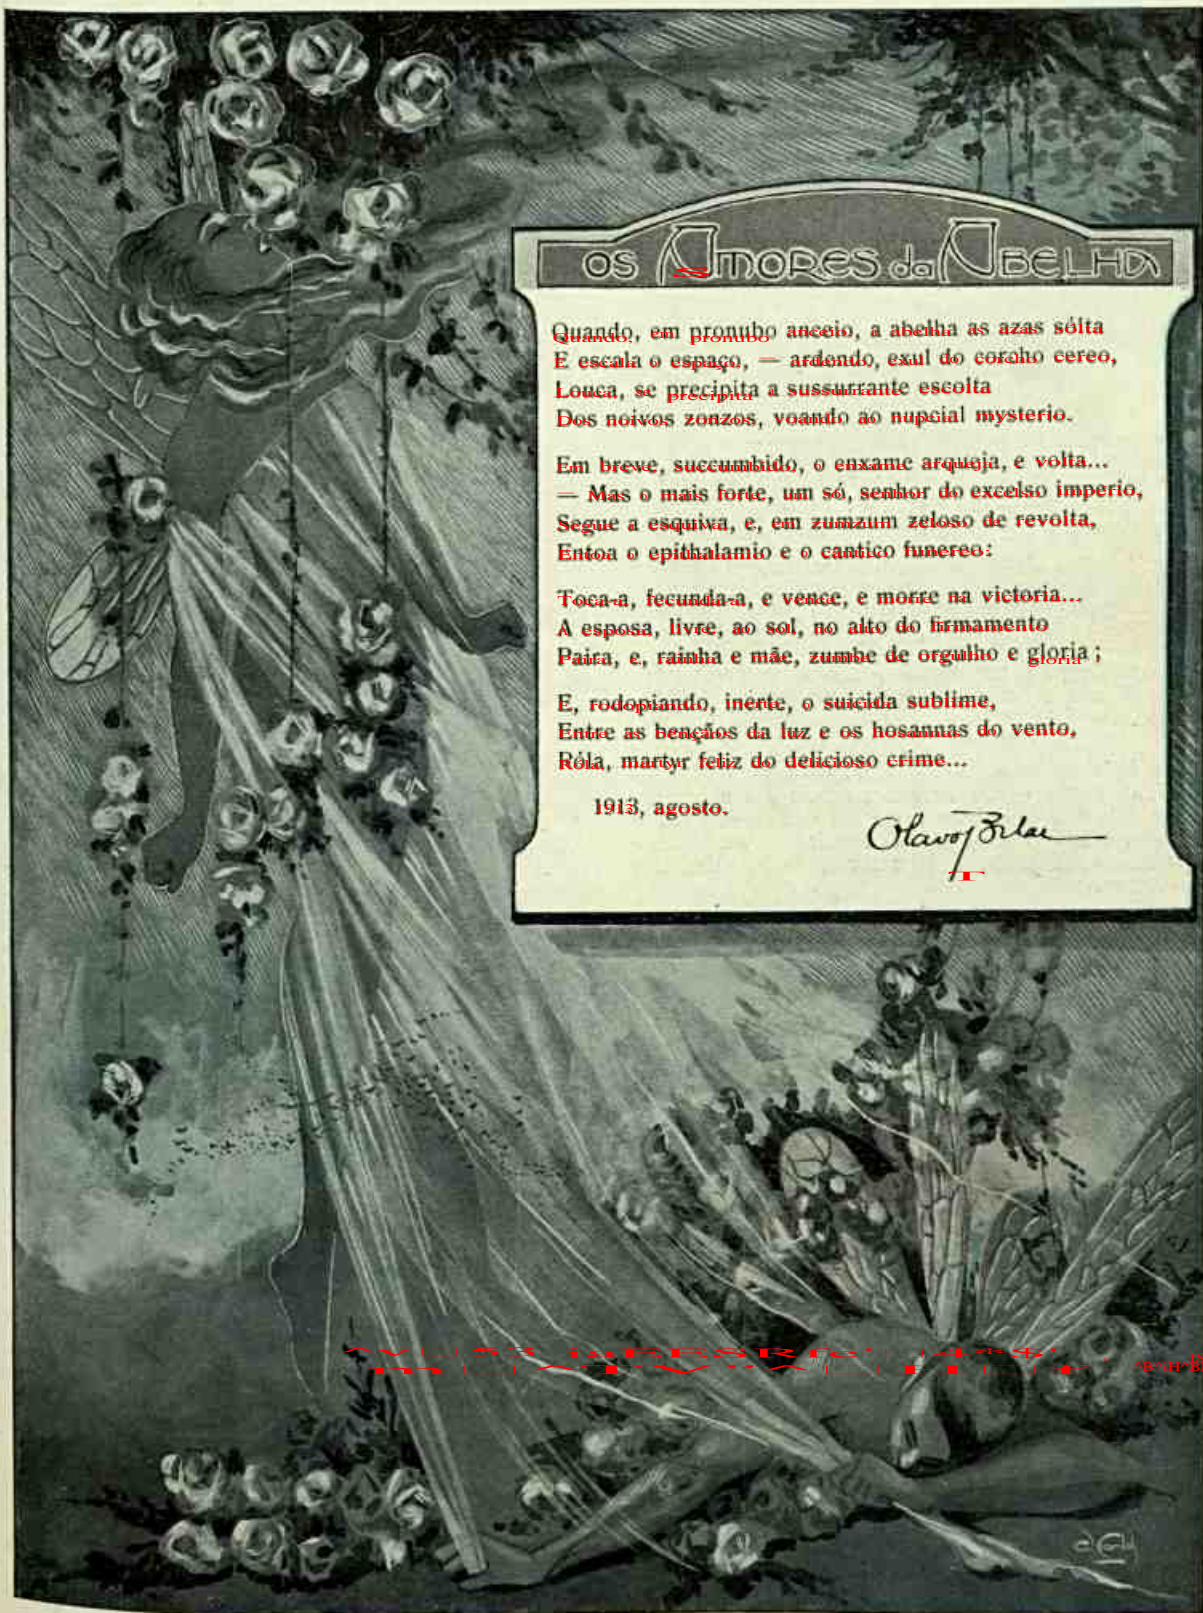 OS AMORES da ABELHA
Quando, em pronubo anceio, a abelha as azas sólta
E escala o espaço, — ardendo, exul do corcho cereo,
Louca, se precipita a sussurrante escolta
Dos noivos zonzos, voando ao nupcial mysterio.
Em breve, succumbido, o enxame arqueja, e volta...
— Mas o mais forte, um só, senhor do excelso imperio,
Segue a esquiva, e, em zumzum zeloso de revolta,
Entoa o epithalamio e o cantico funereo:
Toca-a, fecunda-a, e vence, e morre na victoria...
A esposa, livre, ao sol, no alto do firmamento
Paira, e, rainha e mãe, zumbe de orgulho e gloria;
E, rodopiando, inerte, o suicida sublime,
Entre as bençãos da luz e os hosannas do vento,
Róla, martyr feliz do delicioso crime...
1913, agosto.
Olavo Bilac